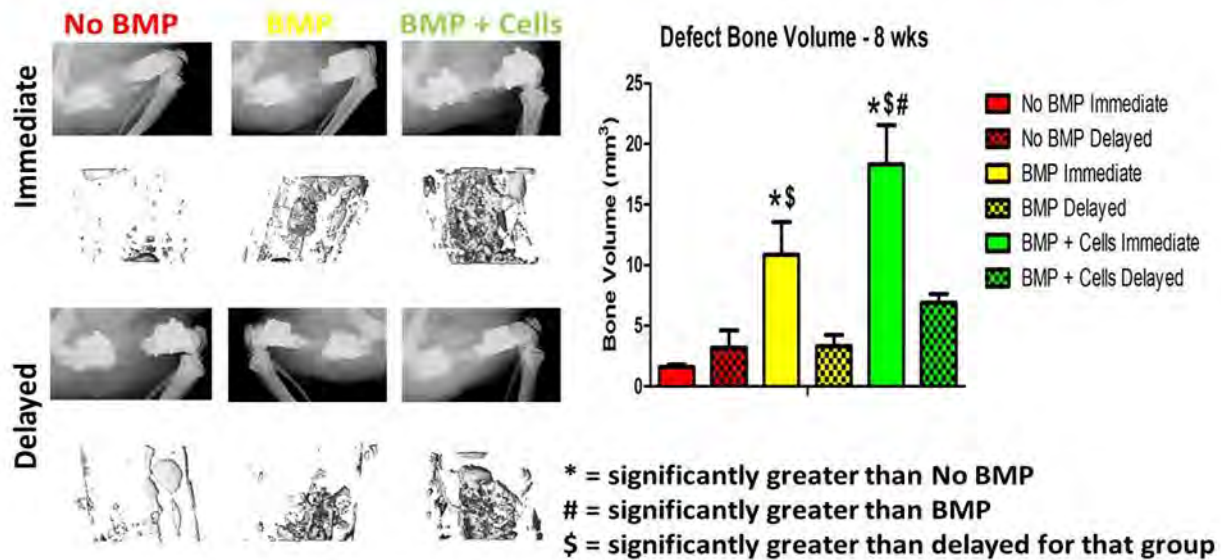 No BMP BMP BMP + Cells
Immediate
Delayed
Defect Bone Volume - 8 wks
Bone Volume (mm³)
25
20
15
10
5
0
*$
*$#
No BMP Immediate
No BMP Delayed
BMP Immediate
BMP Delayed
BMP + Cells Immediate
BMP + Cells Delayed
* = significantly greater than No BMP
# = significantly greater than BMP
$ = significantly greater than delayed for that group